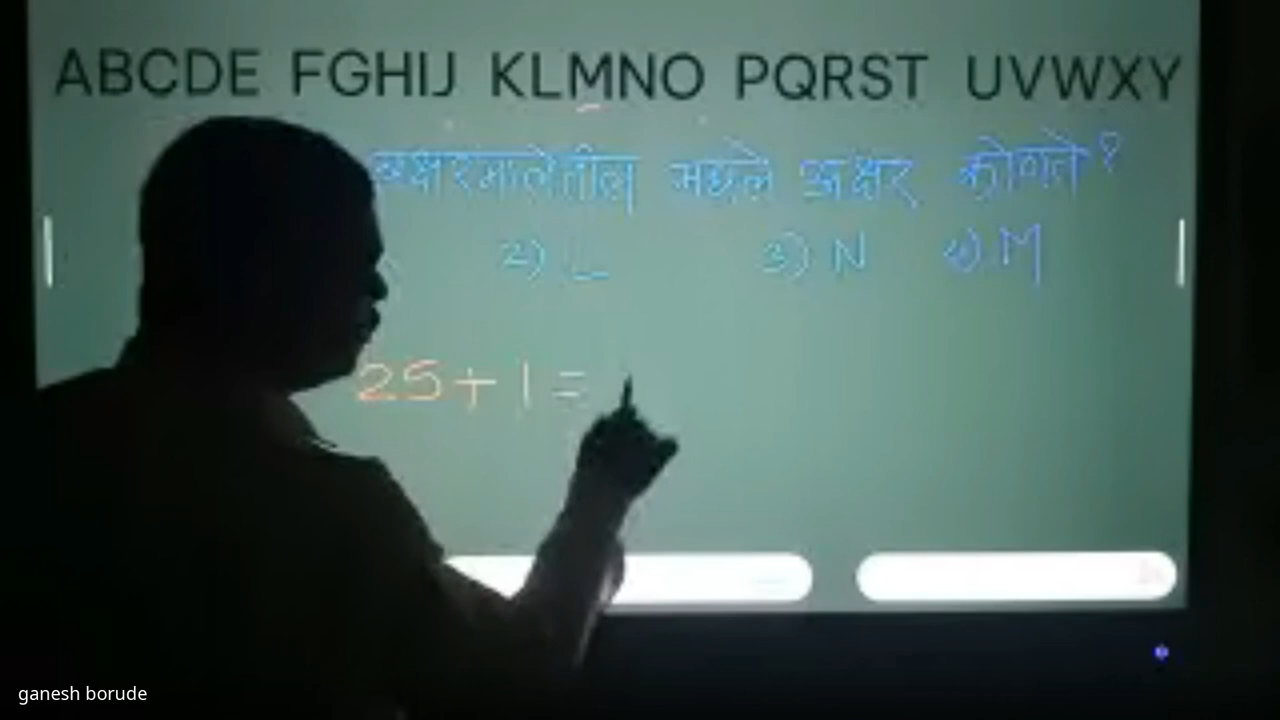 ABCDE FGHIJ KLMNO PQRST UVWXY
अक्षरमालेतील मधले अक्षर कोणते?
2) L 3) N 4) M
25+1=
ganesh borude